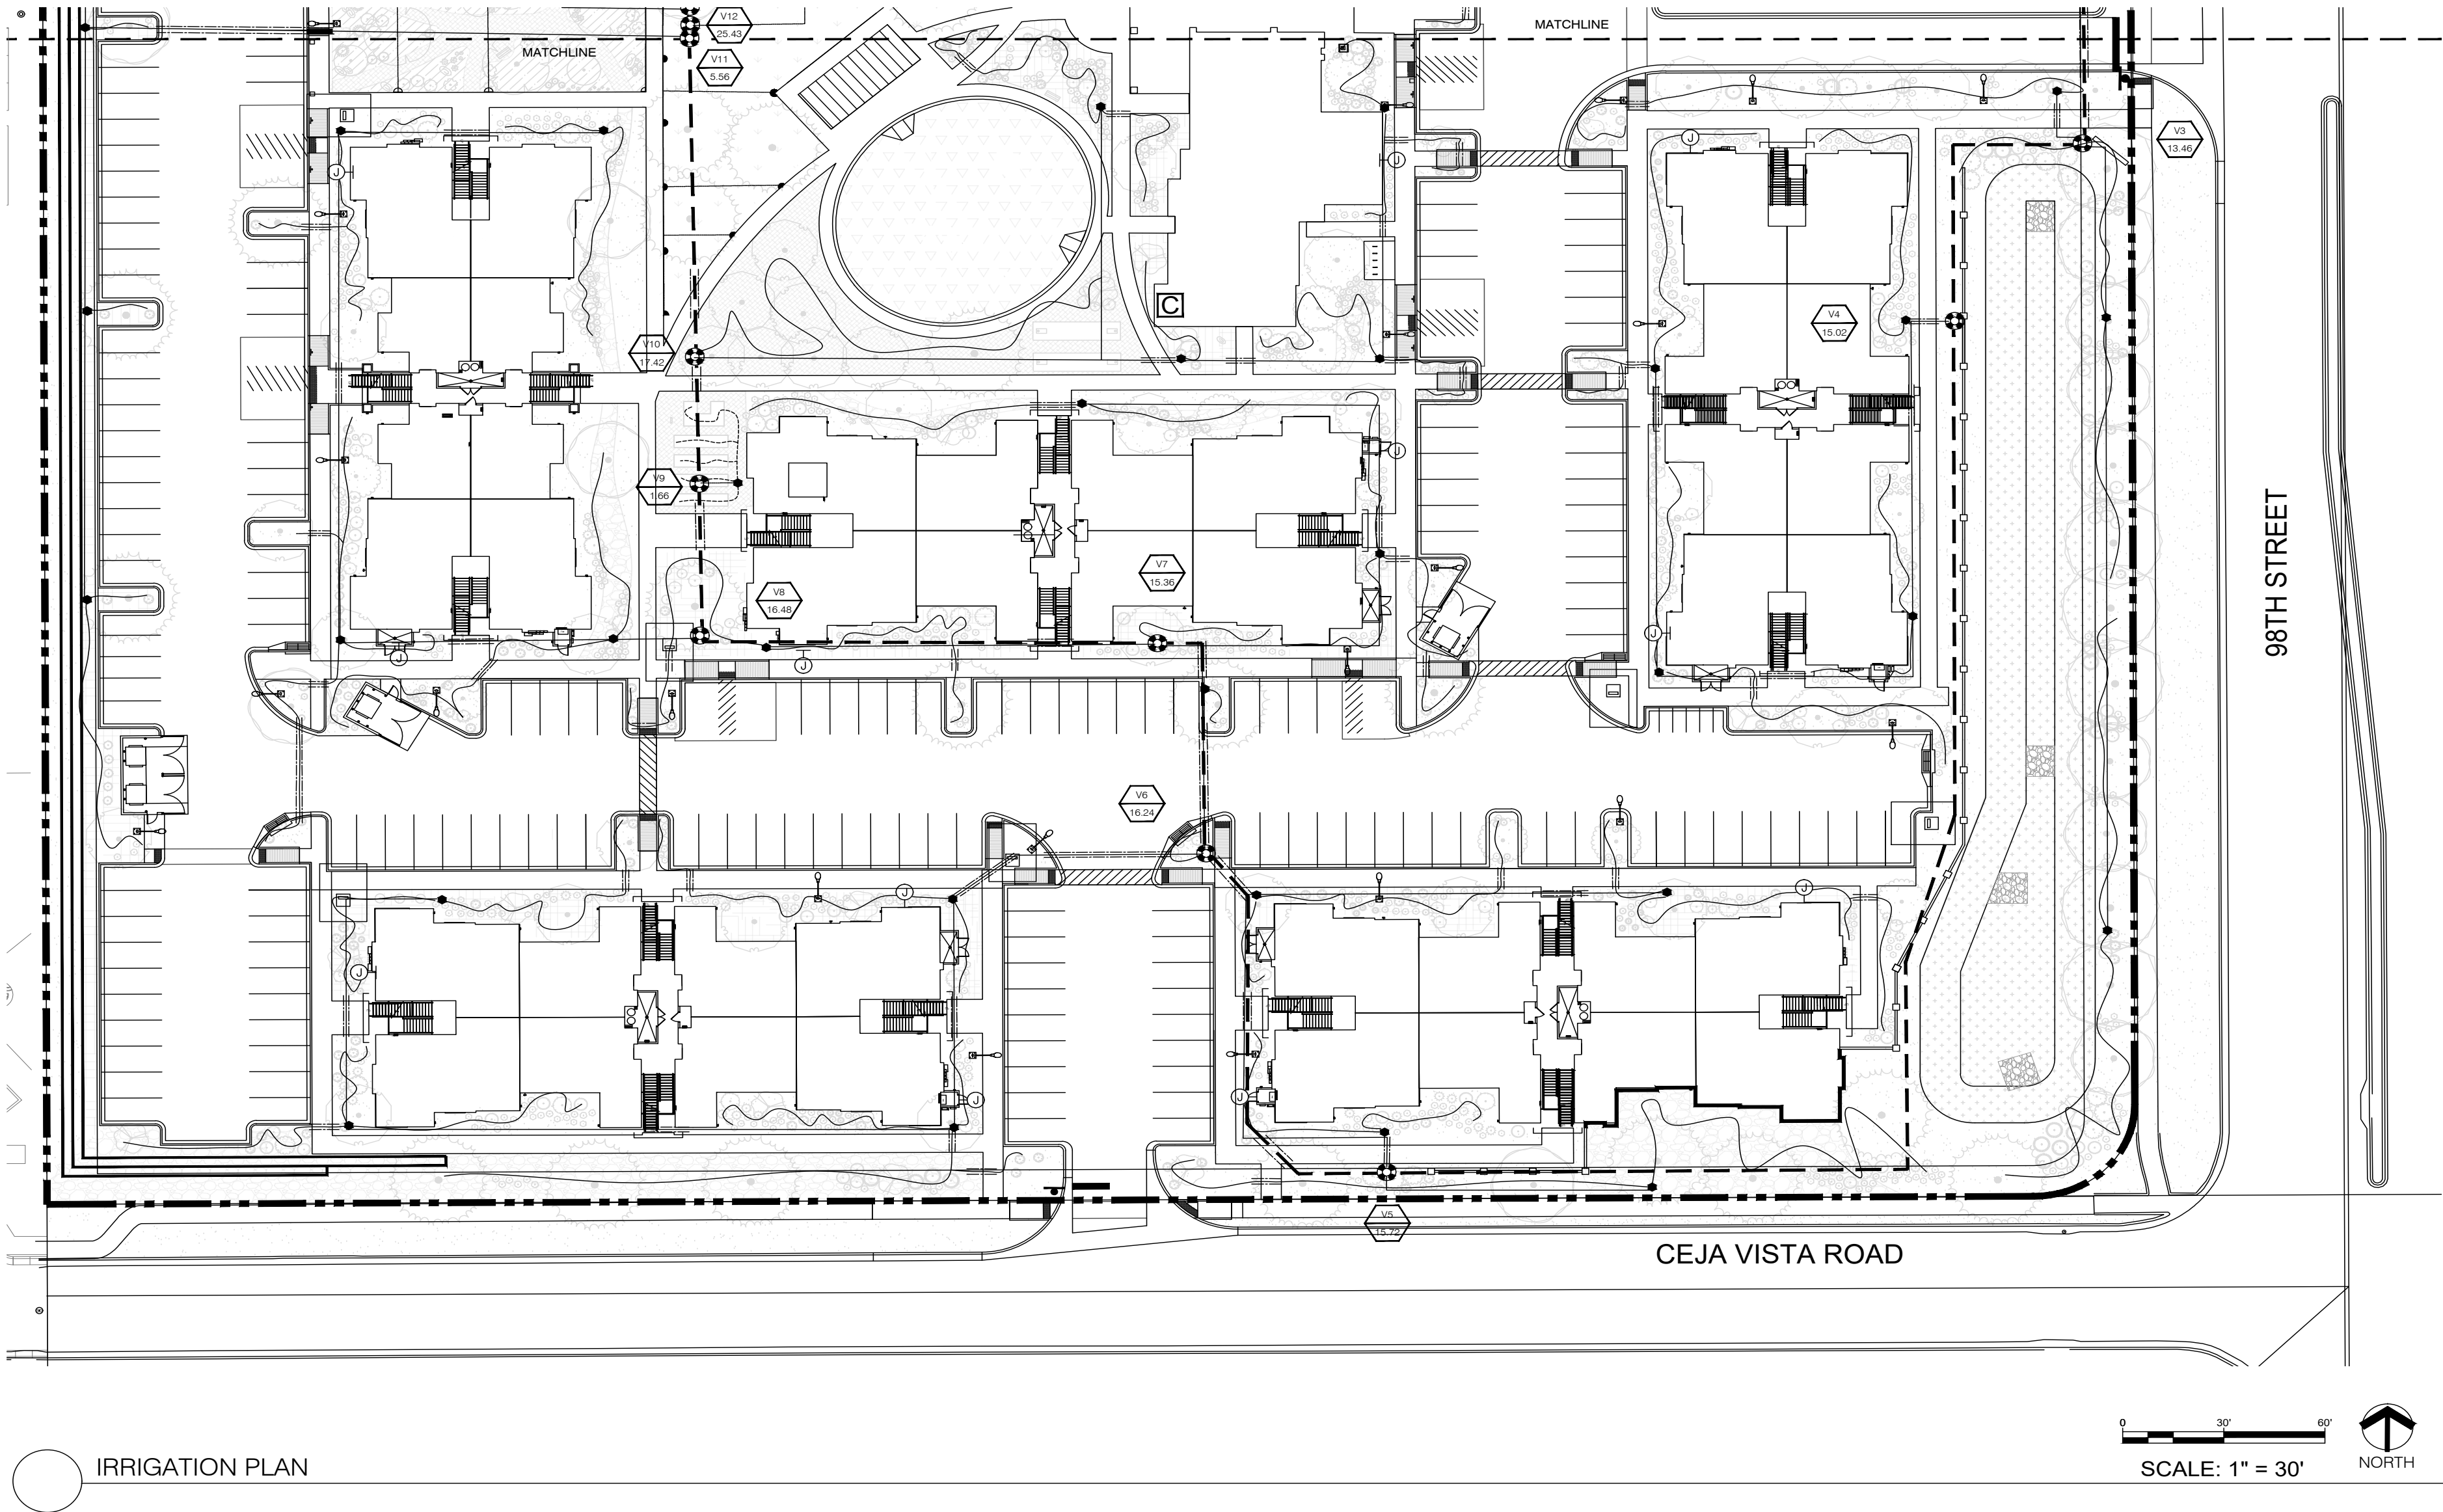 V12
25.43
MATCHLINE
MATCHLINE
V11
5.56
V3
13.46
J
J
J
J
C
V4
15.02
V10
17.42
J
V9
1.66
98TH STREET
V7
15.36
V8
16.48
J
J
J
V6
16.24
J
J
J
J
J
V5
15.72
CEJA VISTA ROAD
0 30' 60'
SCALE: 1" = 30'
NORTH
IRRIGATION PLAN